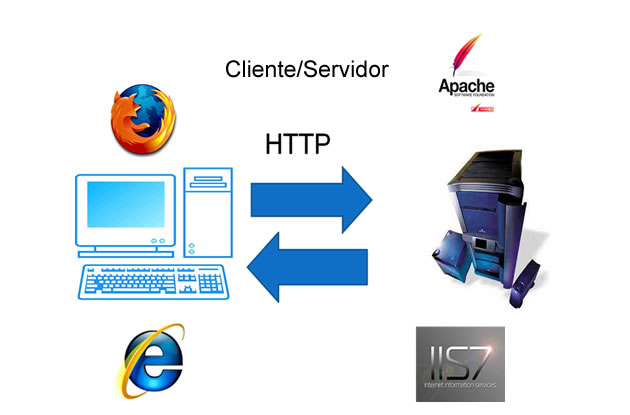 Cliente/Servidor
Apache
SOFTWARE FOUNDATION
HTTP
IIS7
internet information services